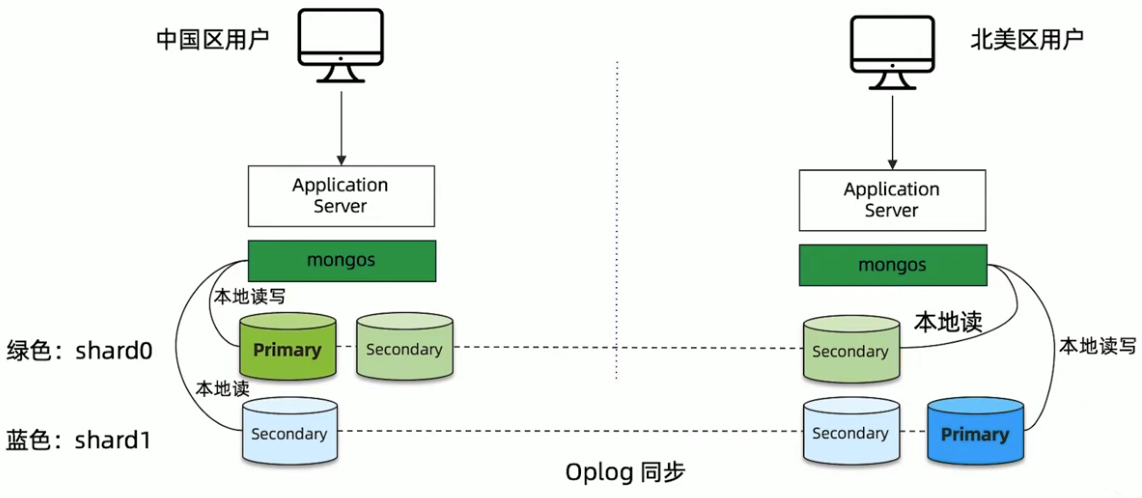 中国区用户
北美区用户
Application
Server
Application
Server
mongos
mongos
本地读写
本地读
绿色：shard0
Primary
Secondary
Secondary
本地读写
本地读
蓝色：shard1
Secondary
Secondary
Primary
Oplog 同步